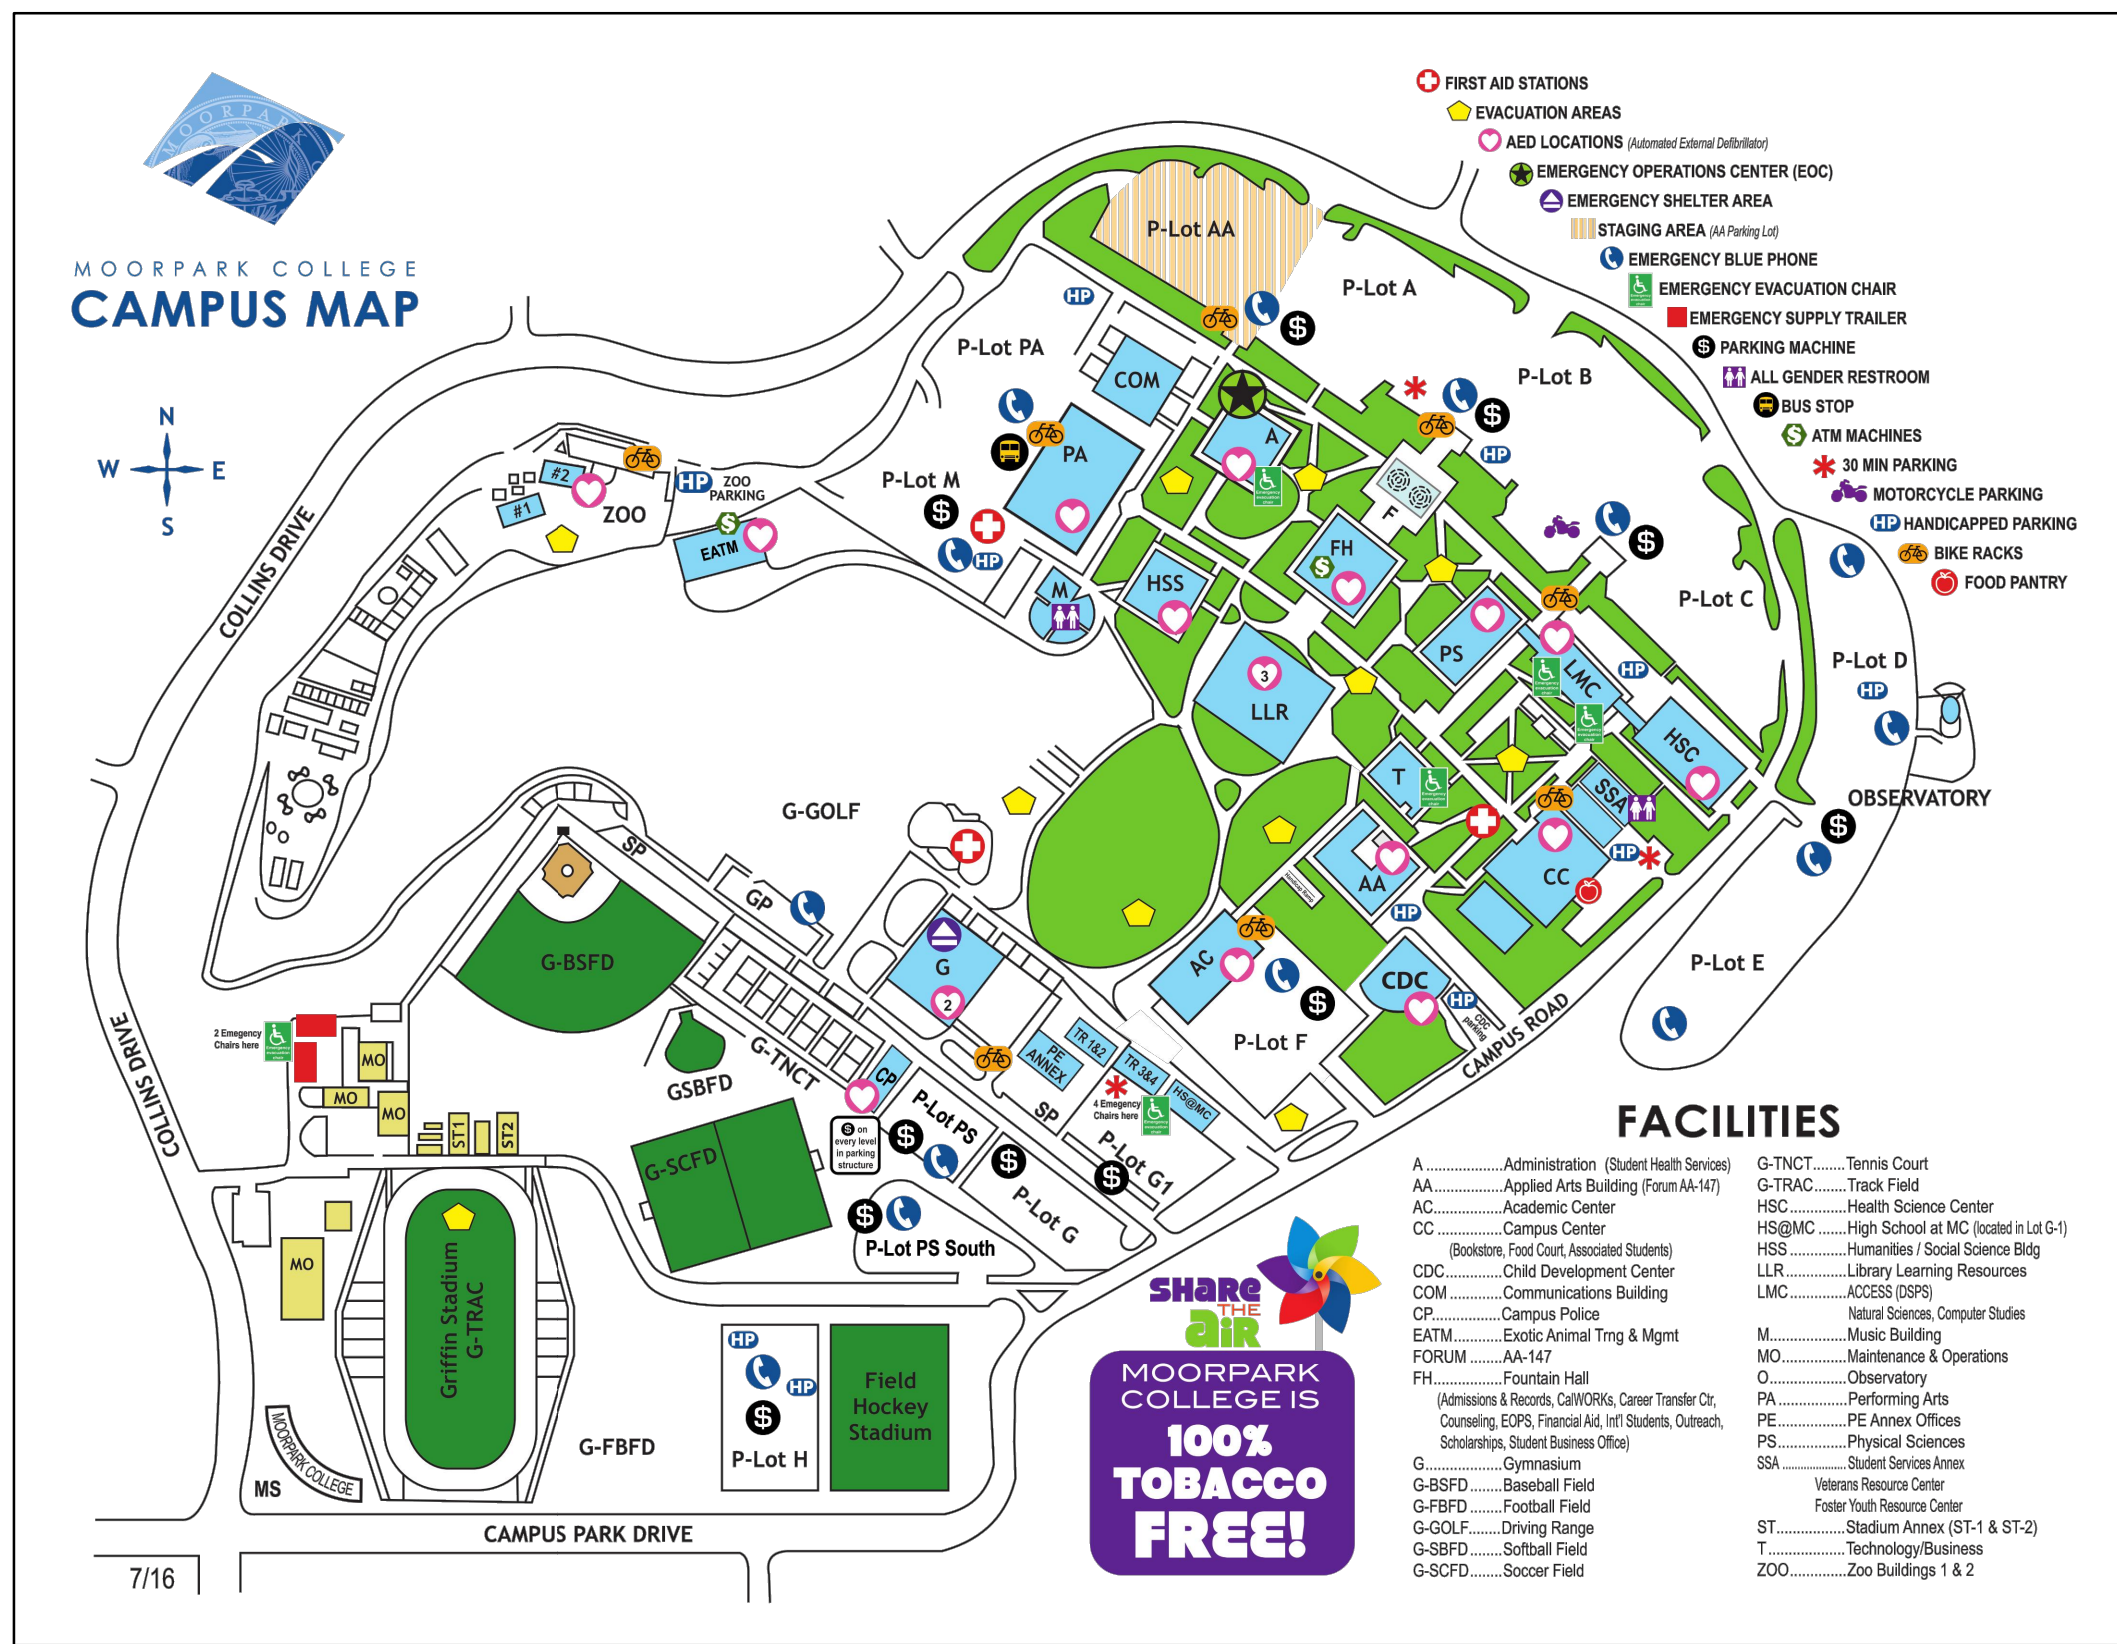 MOORPARK COLLEGE
CAMPUS MAP
N
W E
S
FIRST AID STATIONS
EVACUATION AREAS
AED LOCATIONS (Automated External Defibrillator)
EMERGENCY OPERATIONS CENTER (EOC)
EMERGENCY SHELTER AREA
STAGING AREA (AA Parking Lot)
EMERGENCY BLUE PHONE
EMERGENCY EVACUATION CHAIR
EMERGENCY SUPPLY TRAILER
$ PARKING MACHINE
ALL GENDER RESTROOM
BUS STOP
$ ATM MACHINES
30 MIN PARKING
MOTORCYCLE PARKING
HP HANDICAPPED PARKING
BIKE RACKS
FOOD PANTRY
P-Lot AA
P-Lot A
P-Lot B
P-Lot C
P-Lot D
P-Lot E
P-Lot F
P-Lot PA
P-Lot M
COM
PA
A
F
FH
HSS
M
PS
LMC
HSC
LLR
3
T
SSA
CC
AA
Handicap Ramp
AC
CDC
HP
CDC parking
OBSERVATORY
CAMPUS ROAD
COLLINS DRIVE
#2
#1
ZOO
HP ZOO
PARKING
EATM
G-GOLF
SP
GP
G
2
G-BSFD
GSBFD
G-TNCT
CP
PE
ANNEX
TR 1&2
TR 3&4
HS@MC
4 Emegency
Chairs here
SP
P-Lot PS
P-Lot G1
P-Lot G
P-Lot PS South
$ on
every level
in parking
structure
G-SCFD
2 Emegency
Chairs here
MO
MO
MO
ST1
ST2
MO
COLLINS DRIVE
Griffin Stadium
G-TRAC
G-FBFD
MS
MOORPARK COLLEGE
HP
HP
$
P-Lot H
Field
Hockey
Stadium
CAMPUS PARK DRIVE
7/16
SHARE
THE
AIR
MOORPARK
COLLEGE IS
100%
TOBACCO
FREE!
FACILITIES
A ...................Administration (Student Health Services)
AA...................Applied Arts Building (Forum AA-147)
AC...................Academic Center
CC ..................Campus Center
(Bookstore, Food Court, Associated Students)
CDC..............Child Development Center
COM .............Communications Building
CP..................Campus Police
EATM............Exotic Animal Trng & Mgmt
FORUM ........AA-147
FH..................Fountain Hall
(Admissions & Records, CalWORKs, Career Transfer Ctr,
Counseling, EOPS, Financial Aid, Int'l Students, Outreach,
Scholarships, Student Business Office)
G....................Gymnasium
G-BSFD ........Baseball Field
G-FBFD ........Football Field
G-GOLF........Driving Range
G-SBFD ........Softball Field
G-SCFD........Soccer Field
G-TNCT........Tennis Court
G-TRAC........Track Field
HSC...............Health Science Center
HS@MC .......High School at MC (located in Lot G-1)
HSS ..............Humanities / Social Science Bldg
LLR...............Library Learning Resources
LMC ..............ACCESS (DSPS)
Natural Sciences, Computer Studies
M...................Music Building
MO................Maintenance & Operations
O...................Observatory
PA .................Performing Arts
PE.................PE Annex Offices
PS.................Physical Sciences
SSA .....................Student Services Annex
Veterans Resource Center
Foster Youth Resource Center
ST.................Stadium Annex (ST-1 & ST-2)
T...................Technology/Business
ZOO..............Zoo Buildings 1 & 2